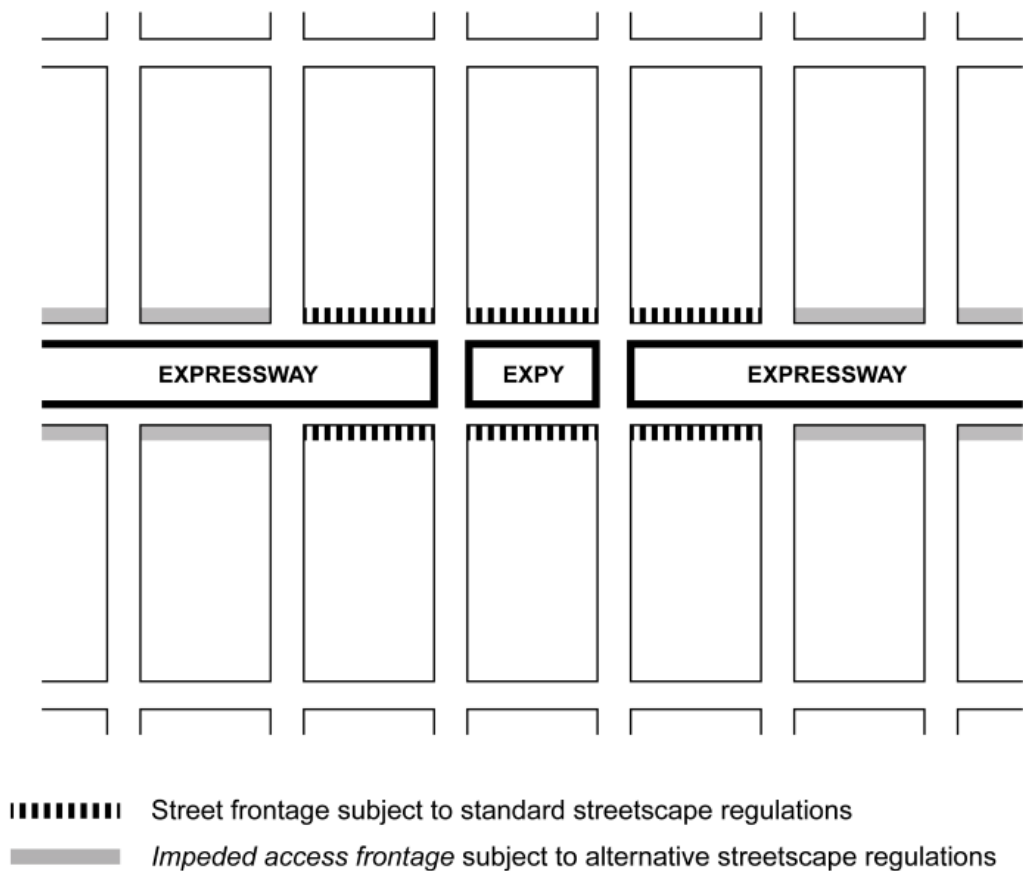 EXPRESSWAY EXPY EXPRESSWAY
Street frontage subject to standard streetscape regulations
Impeded access frontage subject to alternative streetscape regulations